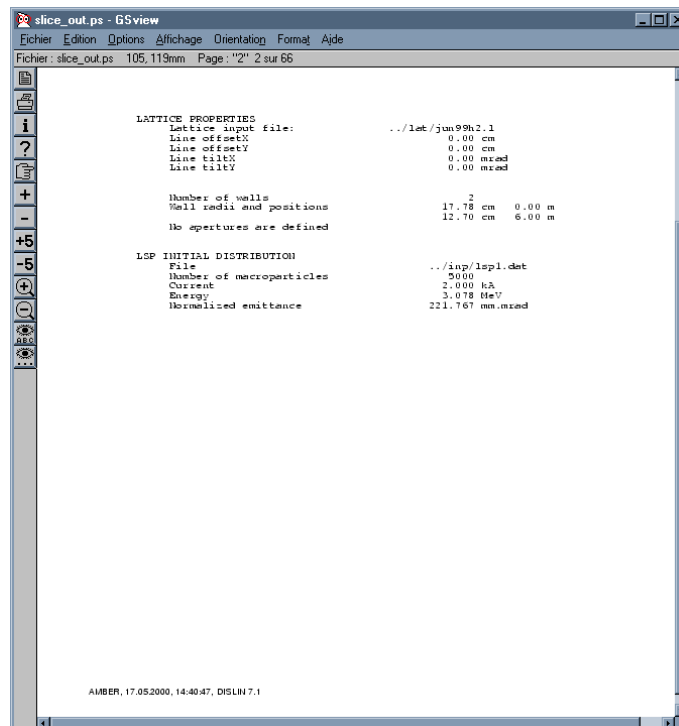 slice_out.ps - GSview
Fichier Edition Options Affichage Orientation Format Aide
Fichier : slice_out.ps 105, 119mm Page : "2" 2 sur 66
LATTICE PROPERTIES
Lattice input file: ../lat/jun99h2.1
Line offsetX 0.00 cm
Line offsetY 0.00 cm
Line tiltX 0.00 mrad
Line tiltY 0.00 mrad
Number of walls 2
Wall radii and positions 17.78 cm 0.00 m
12.70 cm 6.00 m
No apertures are defined
LSP INITIAL DISTRIBUTION
File ../inp/lsp1.dat
Number of macroparticles 5000
Current 2.000 kA
Energy 3.078 MeV
Normalized emittance 221.767 mm.mrad
i
?
+
-
+5
-5
ABC
AMBER, 17.05.2000, 14:40:47, DISLIN 7.1